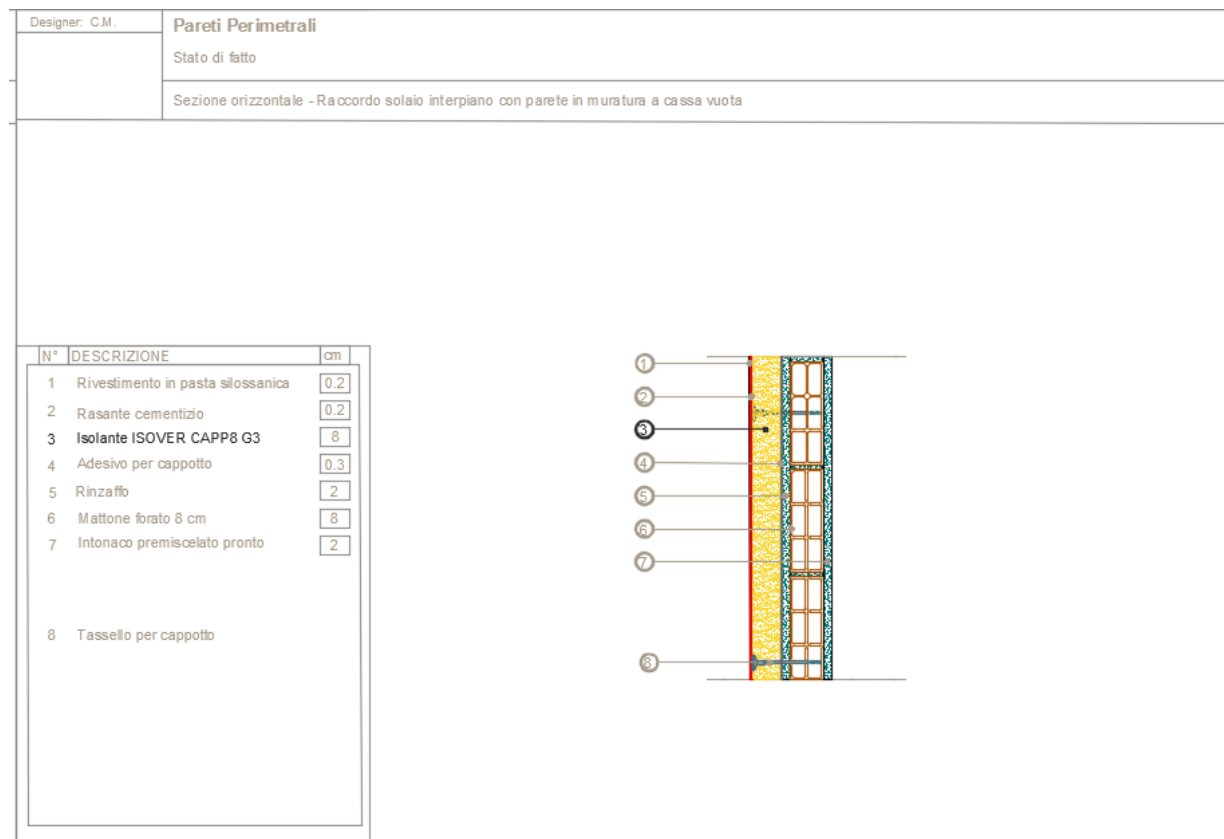 Designer: C.M.
Pareti Perimetrali
Stato di fatto
Sezione orizzontale - Raccordo solaio interpiano con parete in muratura a cassa vuota
N° DESCRIZIONE cm
1 Rivestimento in pasta silossanica 0.2
2 Rasante cementizio 0.2
3 Isolante ISOVER CAPP8 G3 8
4 Adesivo per cappotto 0.3
5 Rinzaffo 2
6 Mattone forato 8 cm 8
7 Intonaco premiscelato pronto 2
8 Tassello per cappotto
1
2
3
4
5
6
7
8